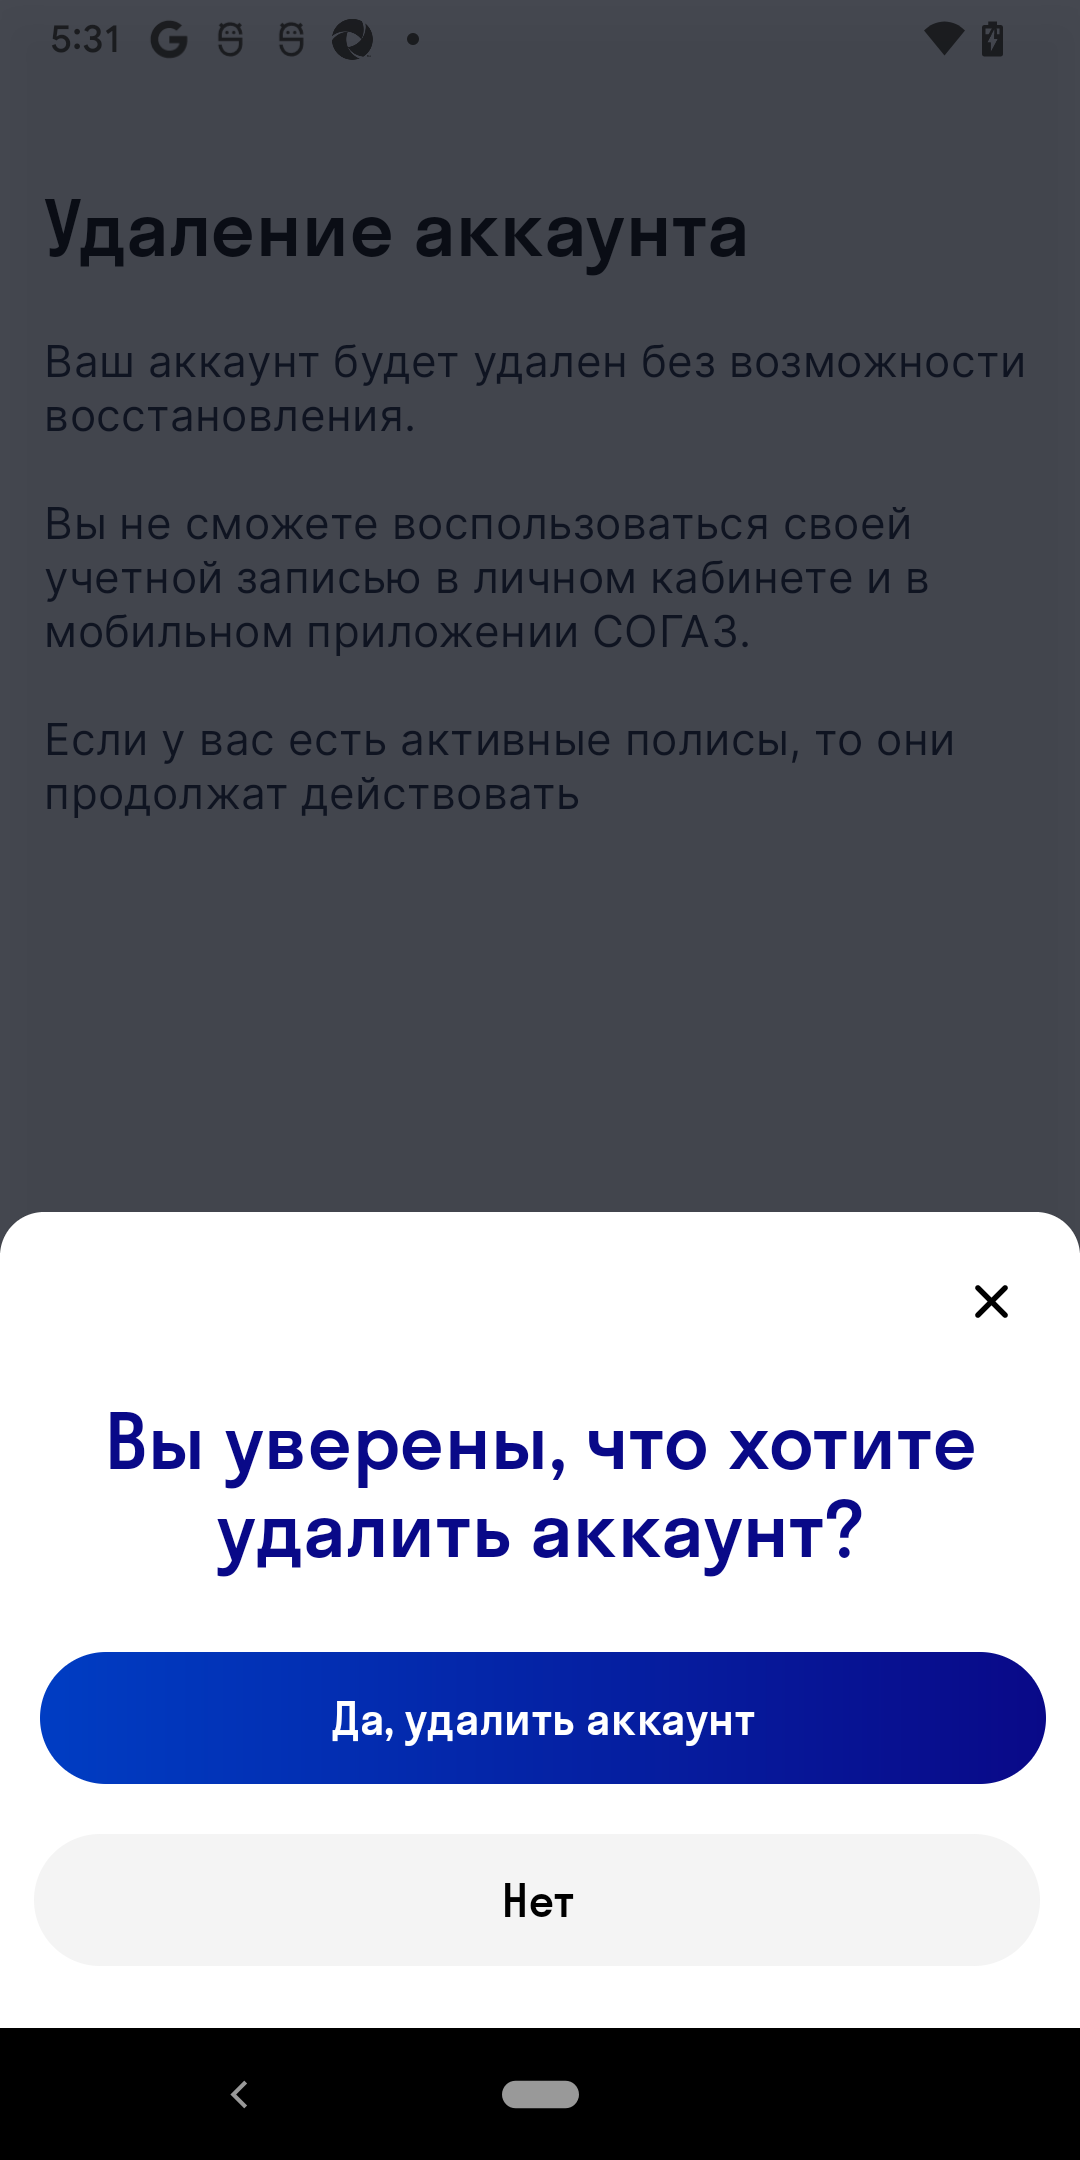 5:31
Удаление аккаунта
Ваш аккаунт будет удален без возможности
восстановления.
Вы не сможете воспользоваться своей
учетной записью в личном кабинете и в
мобильном приложении СОГАЗ.
Если у вас есть активные полисы, то они
продолжат действовать
Вы уверены, что хотите
удалить аккаунт?
Да, удалить аккаунт
Нет